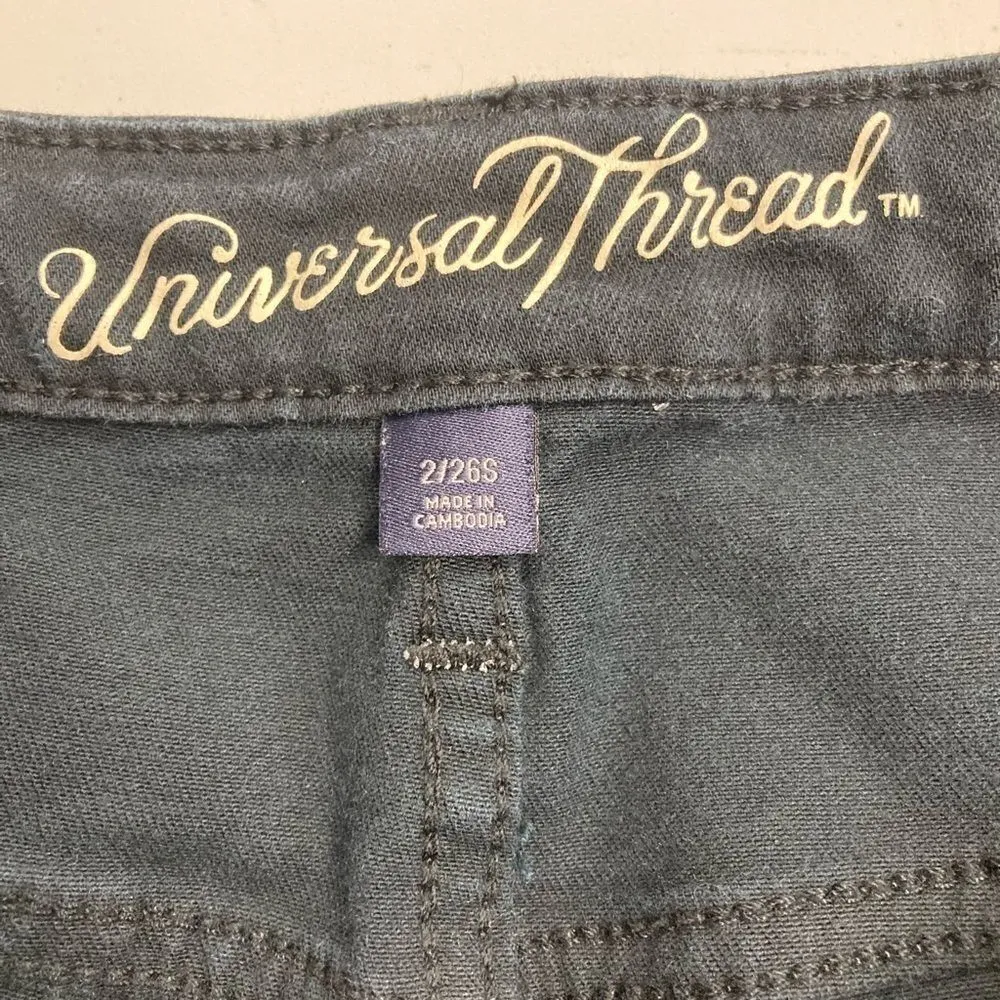 Universal Thread™
2/26S
MADE IN
CAMBODIA